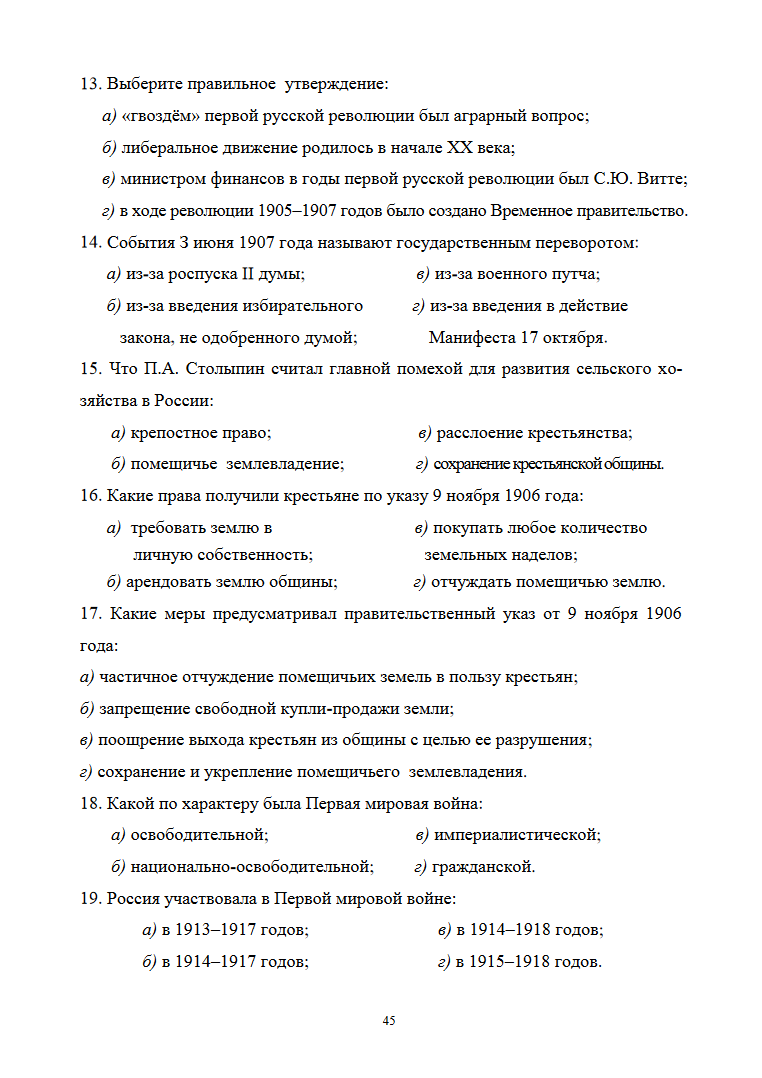 13. Выберите правильное утверждение:
а) «гвоздём» первой русской революции был аграрный вопрос;
б) либеральное движение родилось в начале XX века;
в) министром финансов в годы первой русской революции был С.Ю. Витте;
г) в ходе революции 1905–1907 годов было создано Временное правительство.
14. События 3 июня 1907 года называют государственным переворотом:
а) из-за роспуска II думы; в) из-за военного путча;
б) из-за введения избирательного г) из-за введения в действие
закона, не одобренного думой; Манифеста 17 октября.
15. Что П.А. Столыпин считал главной помехой для развития сельского хо-
зяйства в России:
а) крепостное право; в) расслоение крестьянства;
б) помещичье землевладение; г) сохранение крестьянской общины.
16. Какие права получили крестьяне по указу 9 ноября 1906 года:
а) требовать землю в в) покупать любое количество
личную собственность; земельных наделов;
б) арендовать землю общины; г) отчуждать помещичью землю.
17. Какие меры предусматривал правительственный указ от 9 ноября 1906
года:
а) частичное отчуждение помещичьих земель в пользу крестьян;
б) запрещение свободной купли-продажи земли;
в) поощрение выхода крестьян из общины с целью ее разрушения;
г) сохранение и укрепление помещичьего землевладения.
18. Какой по характеру была Первая мировая война:
а) освободительной; в) империалистической;
б) национально-освободительной; г) гражданской.
19. Россия участвовала в Первой мировой войне:
а) в 1913–1917 годов; в) в 1914–1918 годов;
б) в 1914–1917 годов; г) в 1915–1918 годов.
45